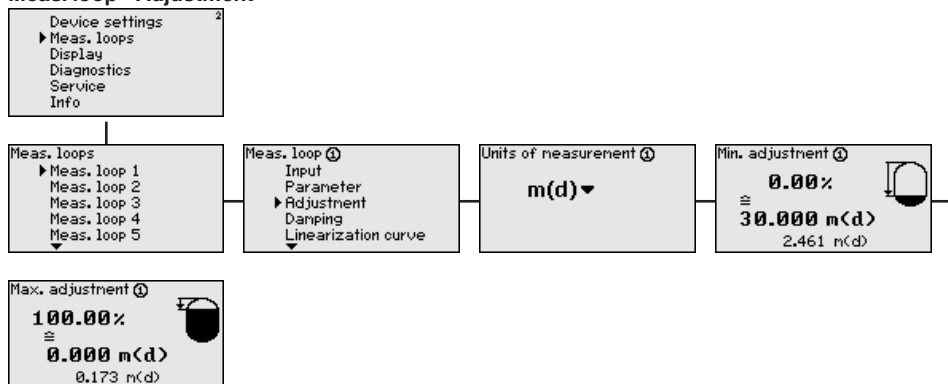 Device settings
2
Meas. loops
Display
Diagnostics
Service
Info
Meas. loops
Meas. loop 1
Meas. loop 2
Meas. loop 3
Meas. loop 4
Meas. loop 5
Meas. loop ①
Input
Parameter
Adjustment
Damping
Linearization curve
Units of measurement ①
m(d)▾
Min. adjustment ①
0.00%
≙
30.000 m(d)
2.461 m(d)
Max. adjustment ①
100.00%
≙
0.000 m(d)
0.173 m(d)